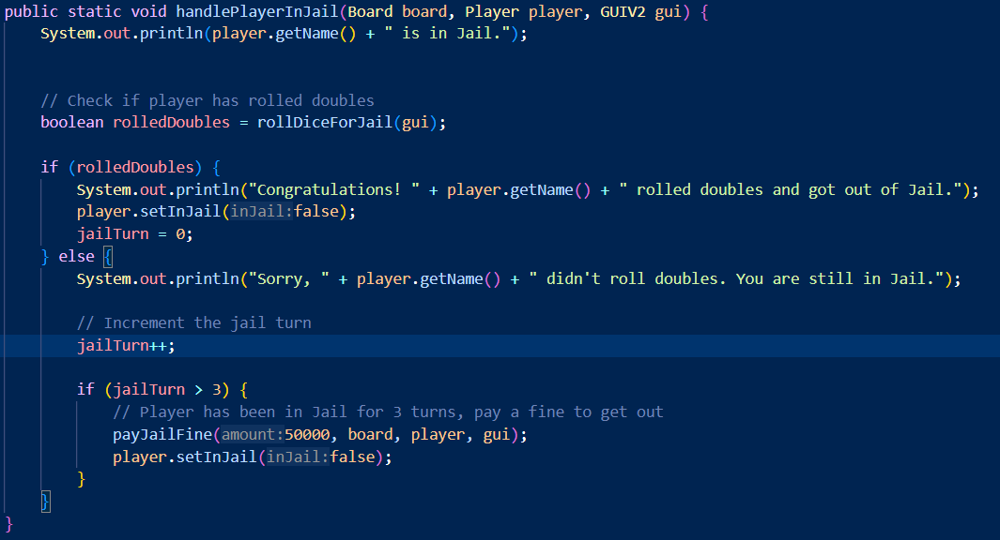 public static void handlePlayerInJail(Board board, Player player, GUIV2 gui) {
System.out.println(player.getName() + " is in Jail.");
// Check if player has rolled doubles
boolean rolledDoubles = rollDiceForJail(gui);
if (rolledDoubles) {
System.out.println("Congratulations! " + player.getName() + " rolled doubles and got out of Jail.");
player.setInJail(inJail:false);
jailTurn = 0;
} else {
System.out.println("Sorry, " + player.getName() + " didn't roll doubles. You are still in Jail.");
// Increment the jail turn
jailTurn++;
if (jailTurn > 3) {
// Player has been in Jail for 3 turns, pay a fine to get out
payJailFine(amount:50000, board, player, gui);
player.setInJail(inJail:false);
}
}
}